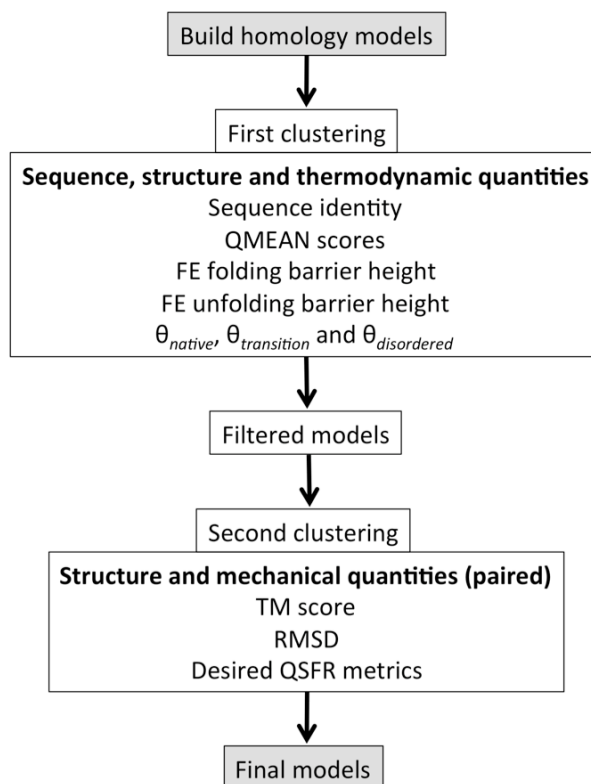 Build homology models
First clustering
Sequence, structure and thermodynamic quantities
Sequence identity
QMEAN scores
FE folding barrier height
FE unfolding barrier height
θnative, θtransition and θdisordered
Filtered models
Second clustering
Structure and mechanical quantities (paired)
TM score
RMSD
Desired QSFR metrics
Final models